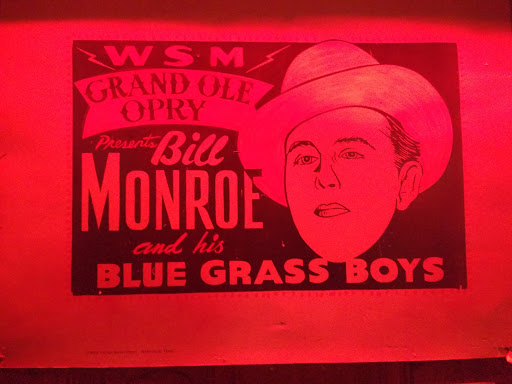 WSM
GRAND OLE
OPRY
Presents Bill
MONROE
and his
BLUE GRASS BOYS